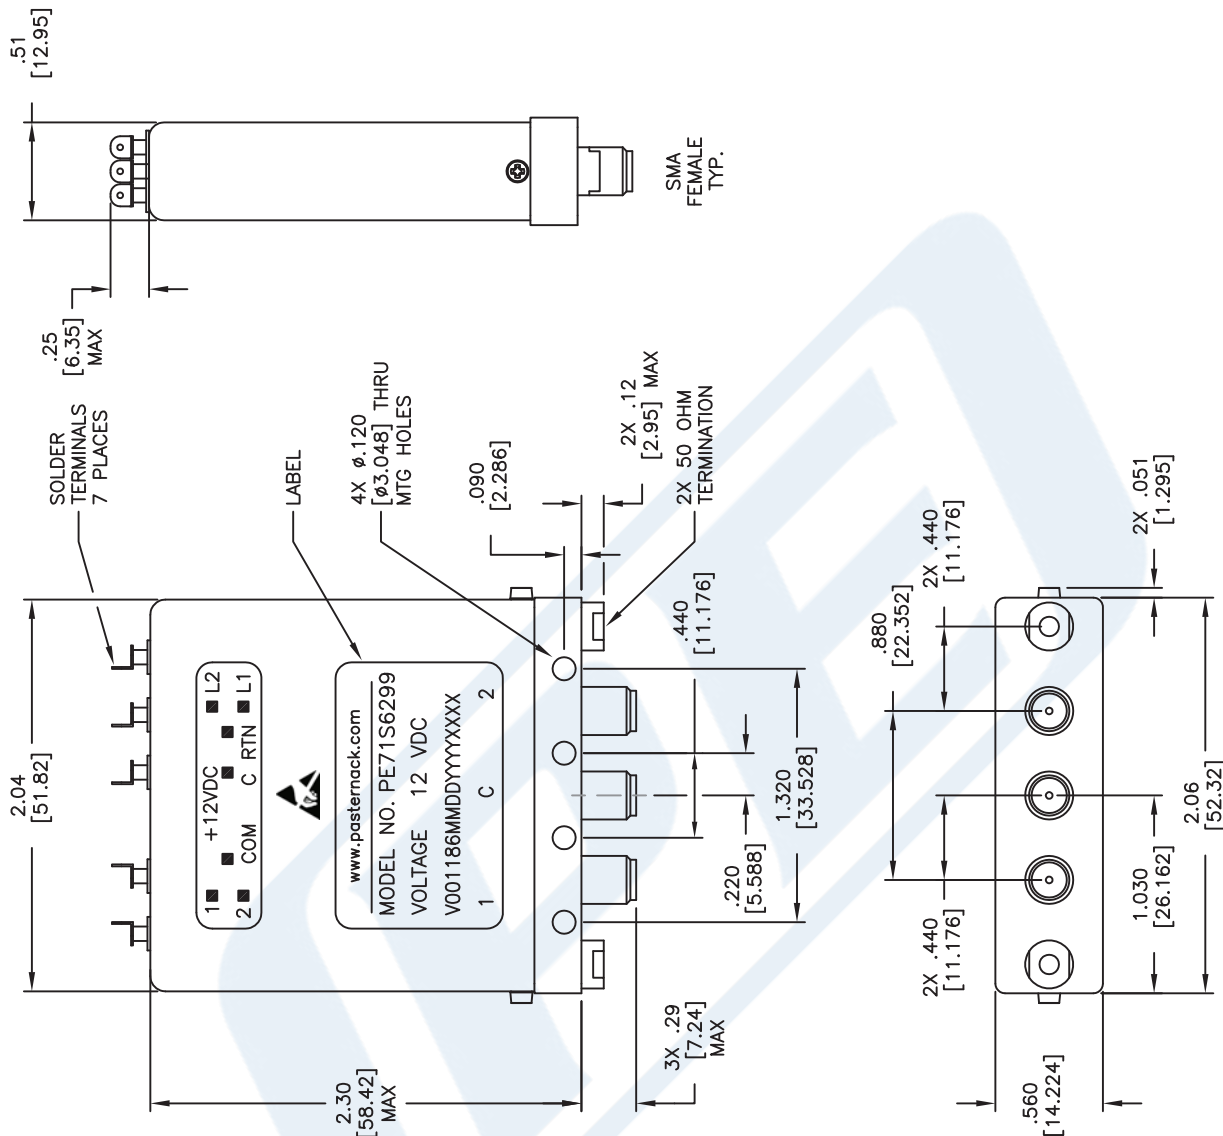 .51
[12.95]
SMA
FEMALE
TYP.
.25
[6.35]
MAX
SOLDER
TERMINALS
7 PLACES
LABEL
4X ø.120
[ø3.048] THRU
MTG HOLES
.090
[2.286]
2X .12
[2.95] MAX
2X 50 OHM
TERMINATION
2.04
[51.82]
1 +12VDC L2
2 COM C RTN L1
www.pasternack.com
MODEL NO. PE71S6299
VOLTAGE 12 VDC
V001186MMDDYYYXXXX
1 C 2
.440
[11.176]
.220
[5.588]
1.320
[33.528]
2.30
[58.42]
MAX
3X .29
[7.24]
MAX
2X .440
[11.176]
.880
[22.352]
2X .051
[1.295]
2X .440
[11.176]
1.030
[26.162]
2.06
[52.32]
.560
[14.224]